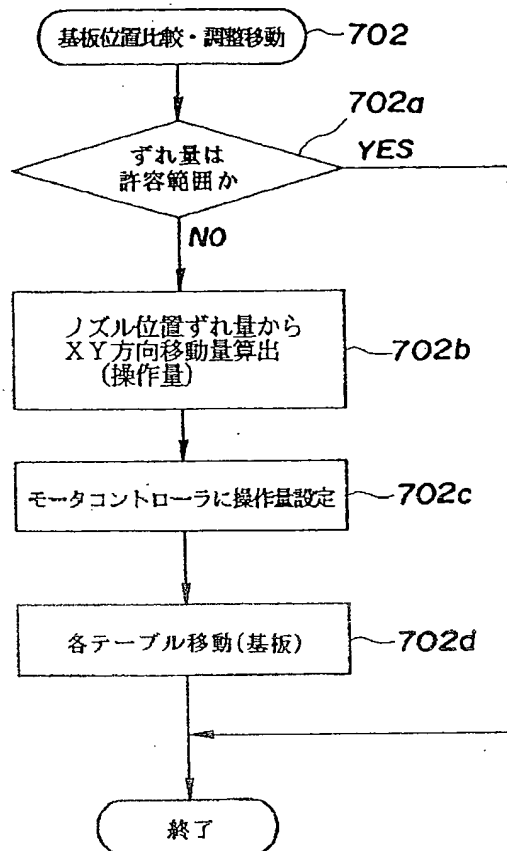 基板位置比較・調整移動
702
702a
ずれ量は
許容範囲か
YES
NO
ノズル位置ずれ量から
XY方向移動量算出
(操作量)
702b
モータコントローラに操作量設定
702c
各テーブル移動(基板)
702d
終了